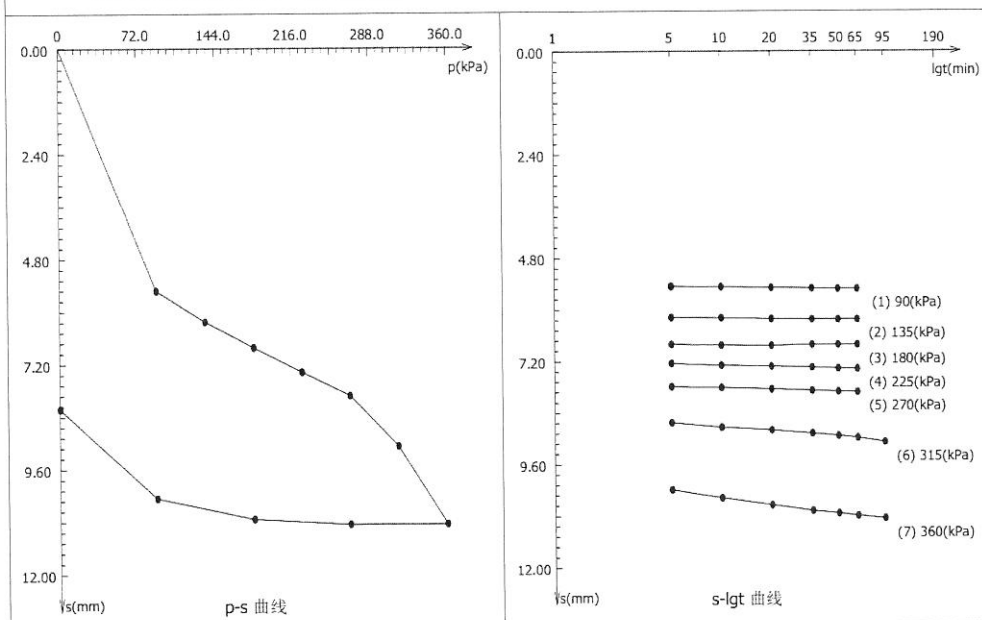 0 72.0 144.0 216.0 288.0 360.0
p(kPa)
0.00
2.40
4.80
7.20
9.60
12.00
s(mm)
p-s 曲线
1 5 10 20 35 50 65 95 190
lgt(min)
0.00
2.40
4.80
(1) 90(kPa)
(2) 135(kPa)
(3) 180(kPa)
7.20
(4) 225(kPa)
(5) 270(kPa)
(6) 315(kPa)
9.60
(7) 360(kPa)
12.00
s(mm)
s-lgt 曲线